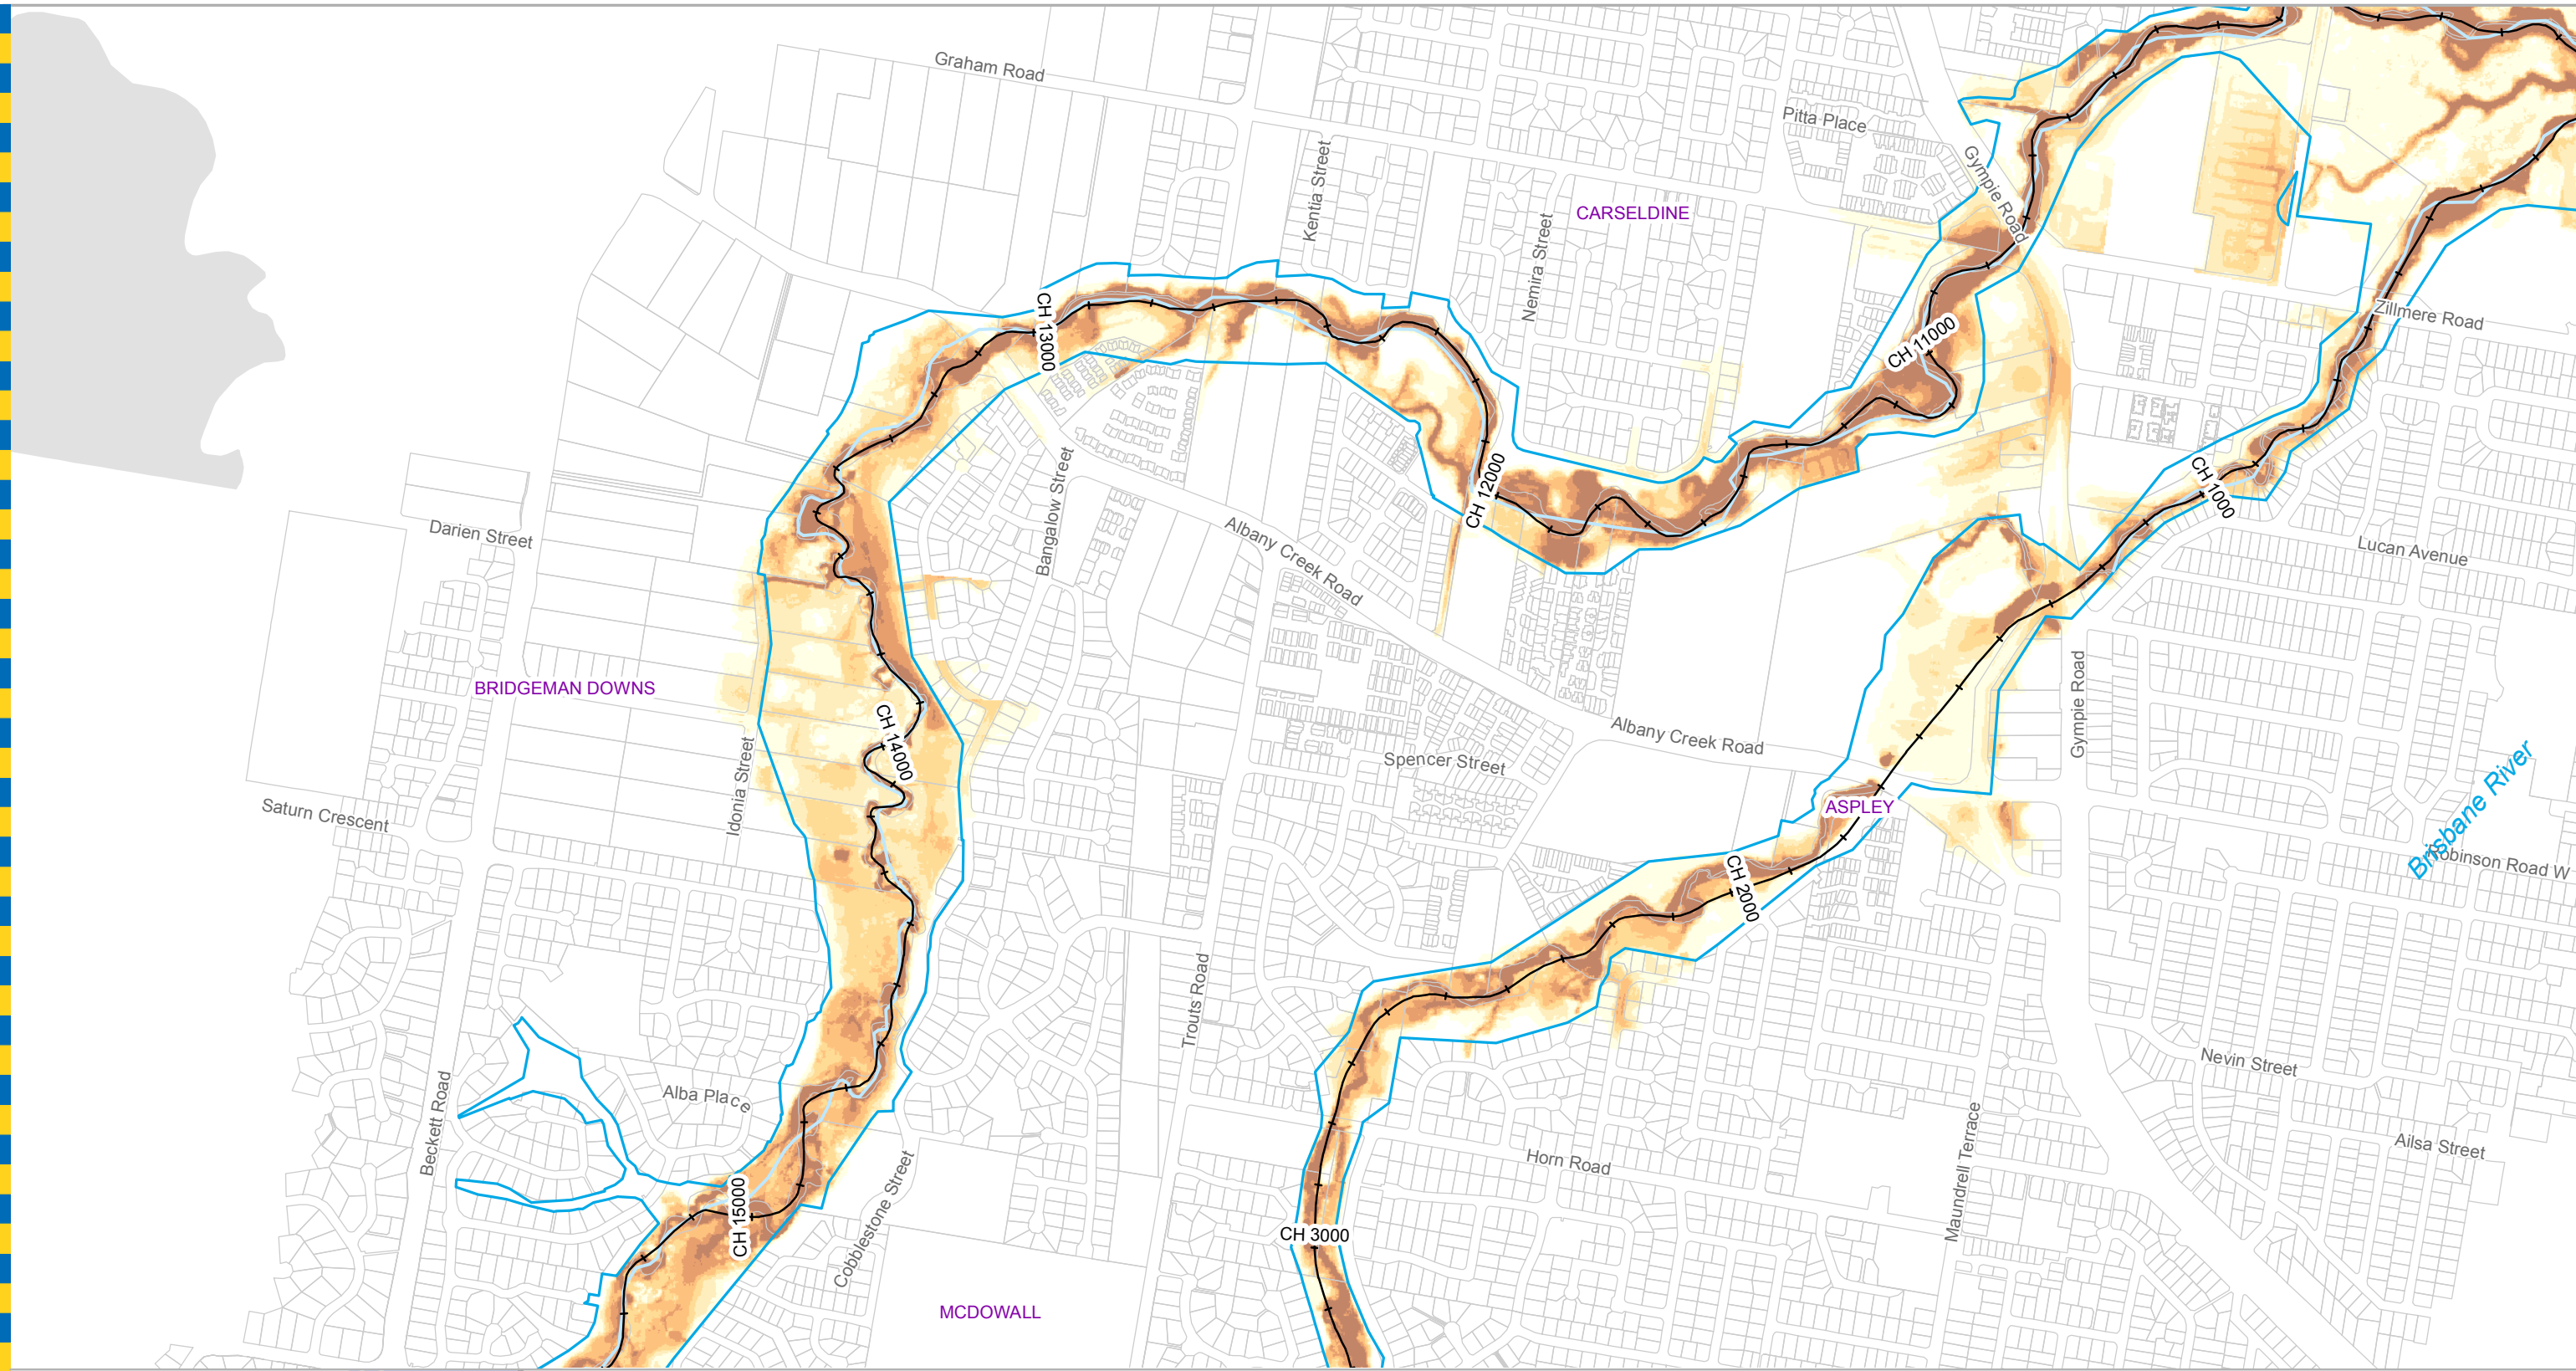 Graham Road
Pitta Place
Gympie Road
Kentia Street
CARSELDINE
Nemira Street
CH 13000
Zillmere Road
CH 11000
Bangalow Street
CH 12000
CH 1000
Darien Street
Albany Creek Road
Lucan Avenue
BRIDGEMAN DOWNS
CH 14000
Gympie Road
Albany Creek Road
Spencer Street
Idonia Street
Saturn Crescent
ASPLEY
Brisbane River
Robinson Road W
CH 2000
Trouts Road
Nevin Street
Alba Place
Beckett Road
Ailsa Street
Horn Road
Maundrell Terrace
CH 15000
Cobblestone Street
CH 3000
MCDOWALL